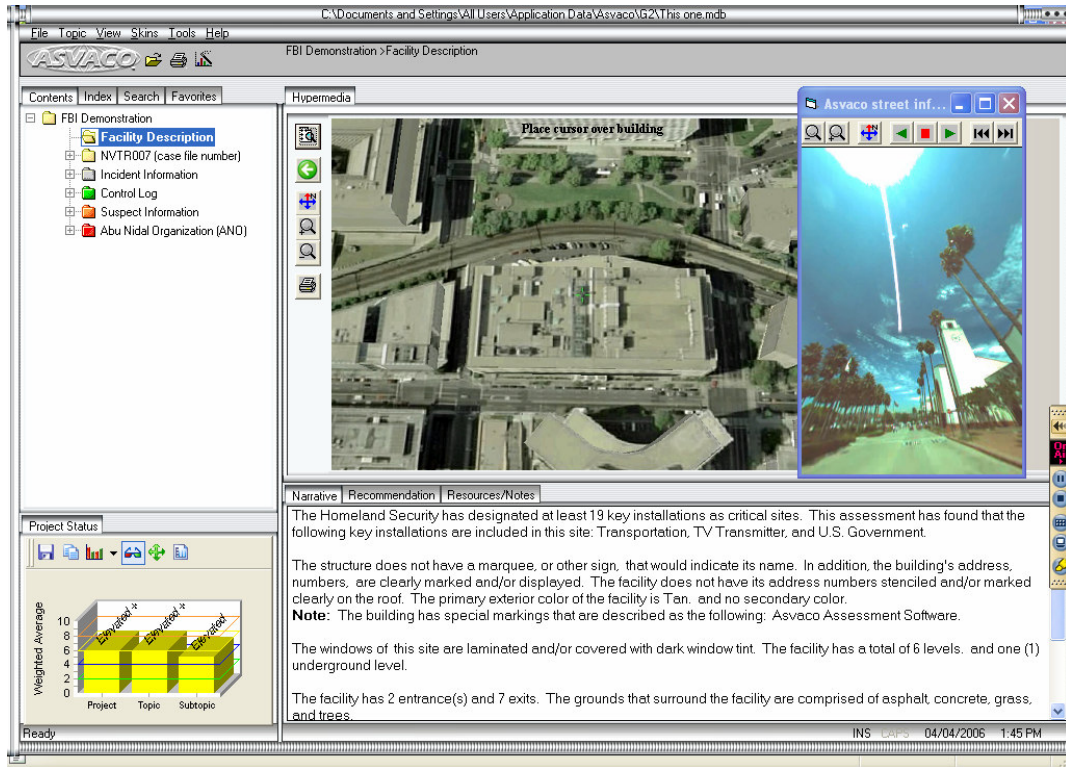 C:\Documents and Settings\All Users\Application Data\Asvaco\G2\This one.mdb
File Topic View Skins Tools Help
ASVACO
FBI Demonstration >Facility Description
Contents Index Search Favorites
FBI Demonstration
Facility Description
NVTR007 (case file number)
Incident Information
Control Log
Suspect Information
Abu Nidal Organization (ANO)
Hypermedia
Place cursor over building
N
Asvaco street inf...
N
Narrative Recommendation Resources/Notes
The Homeland Security has designated at least 19 key installations as critical sites. This assessment has found that the
following key installations are included in this site: Transportation, TV Transmitter, and U.S. Government.
The structure does not have a marquee, or other sign, that would indicate its name. In addition, the building's address,
numbers, are clearly marked and/or displayed. The facility does not have its address numbers stenciled and/or marked
clearly on the roof. The primary exterior color of the facility is Tan. and no secondary color.
Note: The building has special markings that are described as the following: Asvaco Assessment Software.
The windows of this site are laminated and/or covered with dark window tint. The facility has a total of 6 levels. and one (1)
underground level.
The facility has 2 entrance(s) and 7 exits. The grounds that surround the facility are comprised of asphalt, concrete, grass,
and trees.
Project Status
Weighted Average
10
8
6
4
2
0
Elevated + Elevated + Elevated
Project Topic Subtopic
Ready
INS CAPS 04/04/2006 1:45 PM